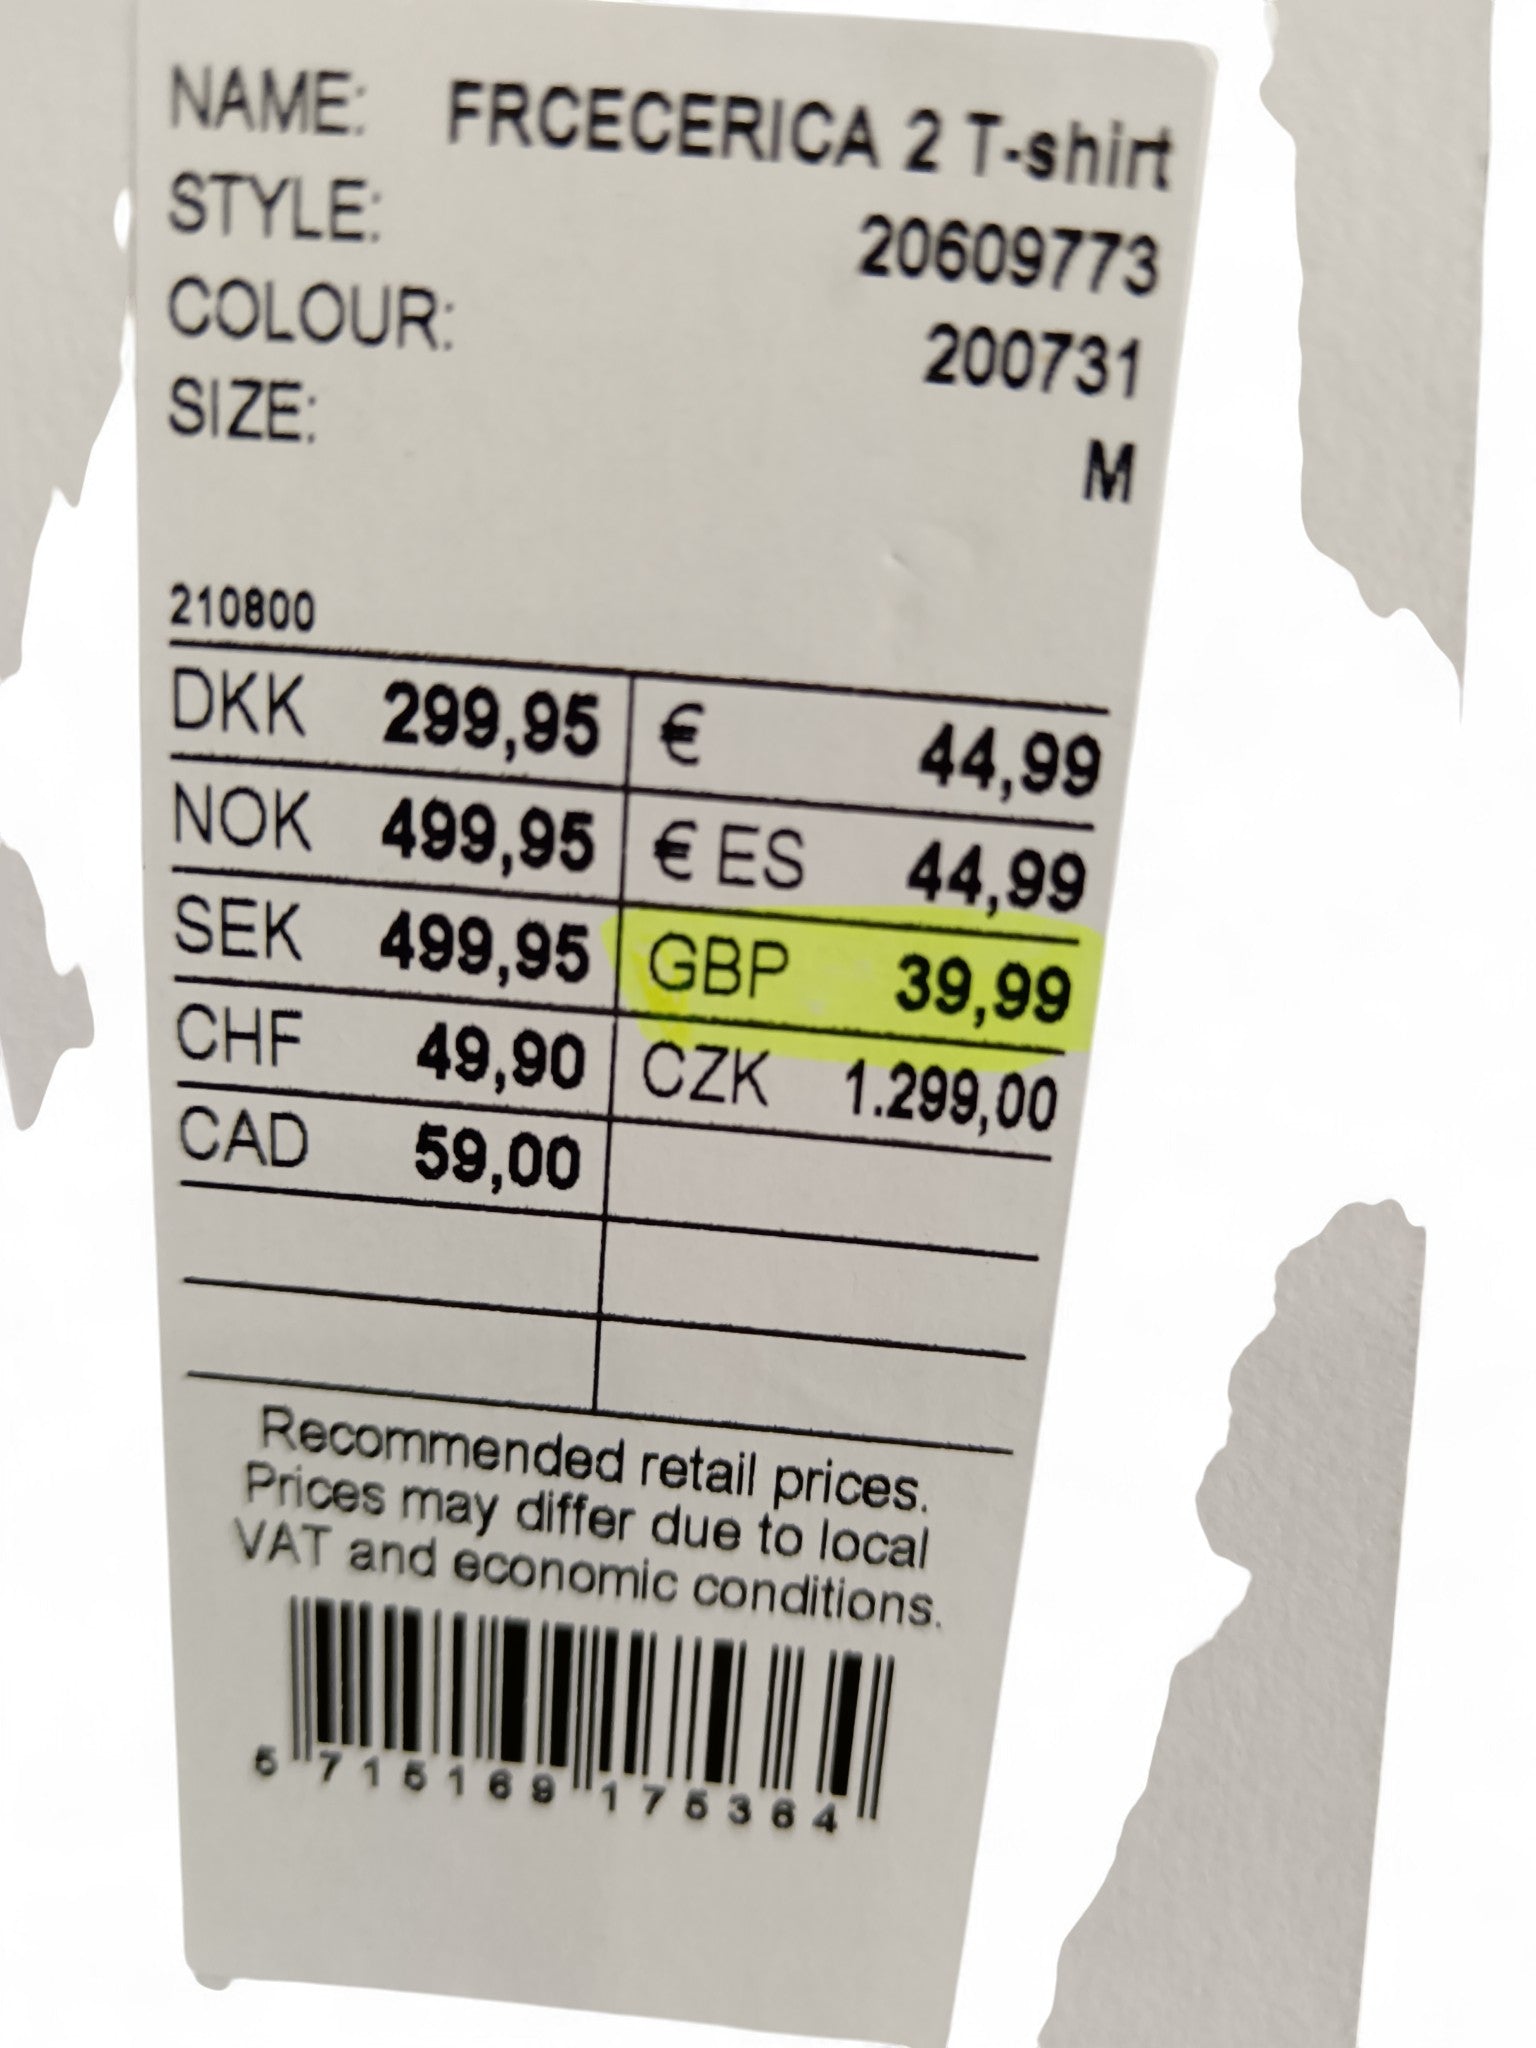 NAME: FRCECERICA 2 T-shirt
STYLE: 20609773
COLOUR: 200731
SIZE: M
210800
DKK 299,95 € 44,99
NOK 499,95 € ES 44,99
SEK 499,95 GBP 39,99
CHF 49,90 CZK 1.299,00
CAD 59,00
Recommended retail prices.
Prices may differ due to local
VAT and economic conditions.
5 715169 175364